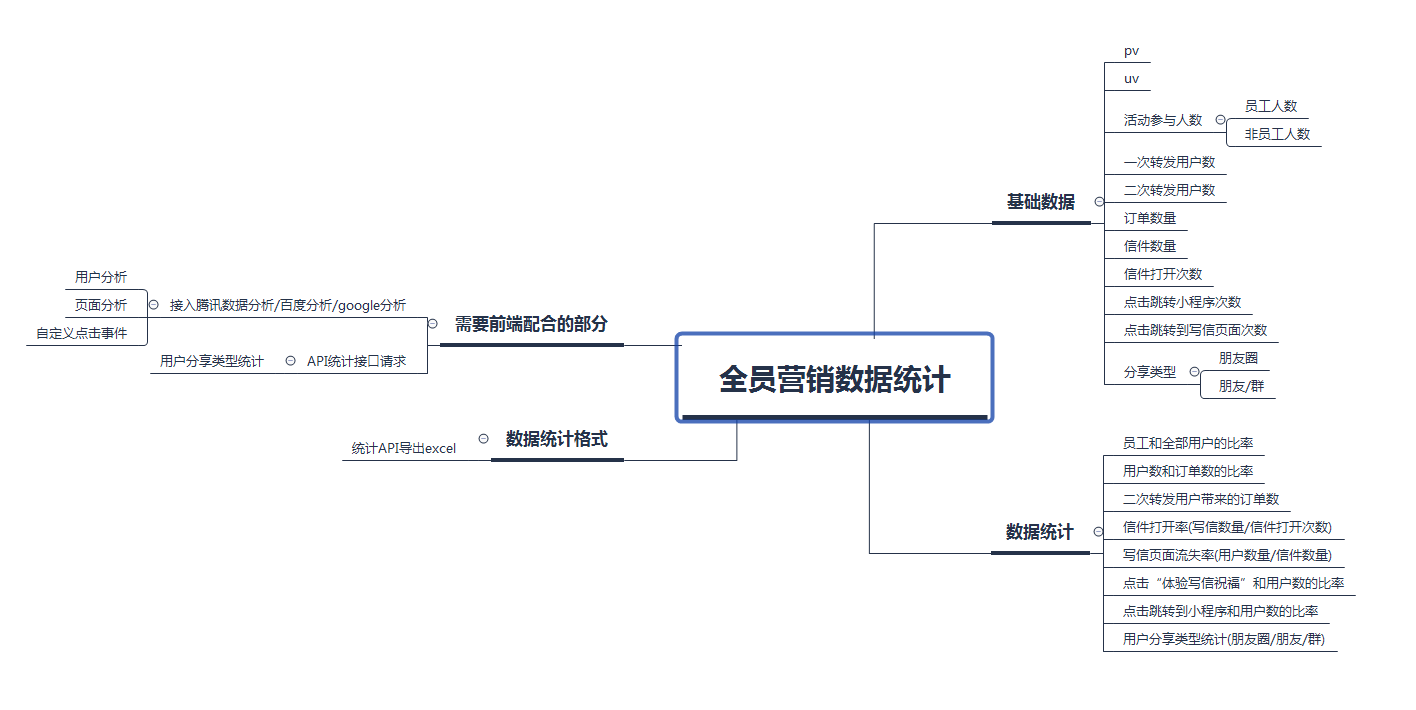 全员营销数据统计
基础数据
pv
uv
活动参与人数
员工人数
非员工人数
一次转发用户数
二次转发用户数
订单数量
信件数量
信件打开次数
点击跳转小程序次数
点击跳转到写信页面次数
分享类型
朋友圈
朋友/群
数据统计
员工和全部用户的比率
用户数和订单数的比率
二次转发用户带来的订单数
信件打开率(写信数量/信件打开次数)
写信页面流失率(用户数量/信件数量)
点击“体验写信祝福”和用户数的比率
点击跳转到小程序和用户数的比率
用户分享类型统计(朋友圈/朋友/群)
需要前端配合的部分
接入腾讯数据分析/百度分析/google分析
用户分析
页面分析
自定义点击事件
API统计接口请求
用户分享类型统计
数据统计格式
统计API导出excel